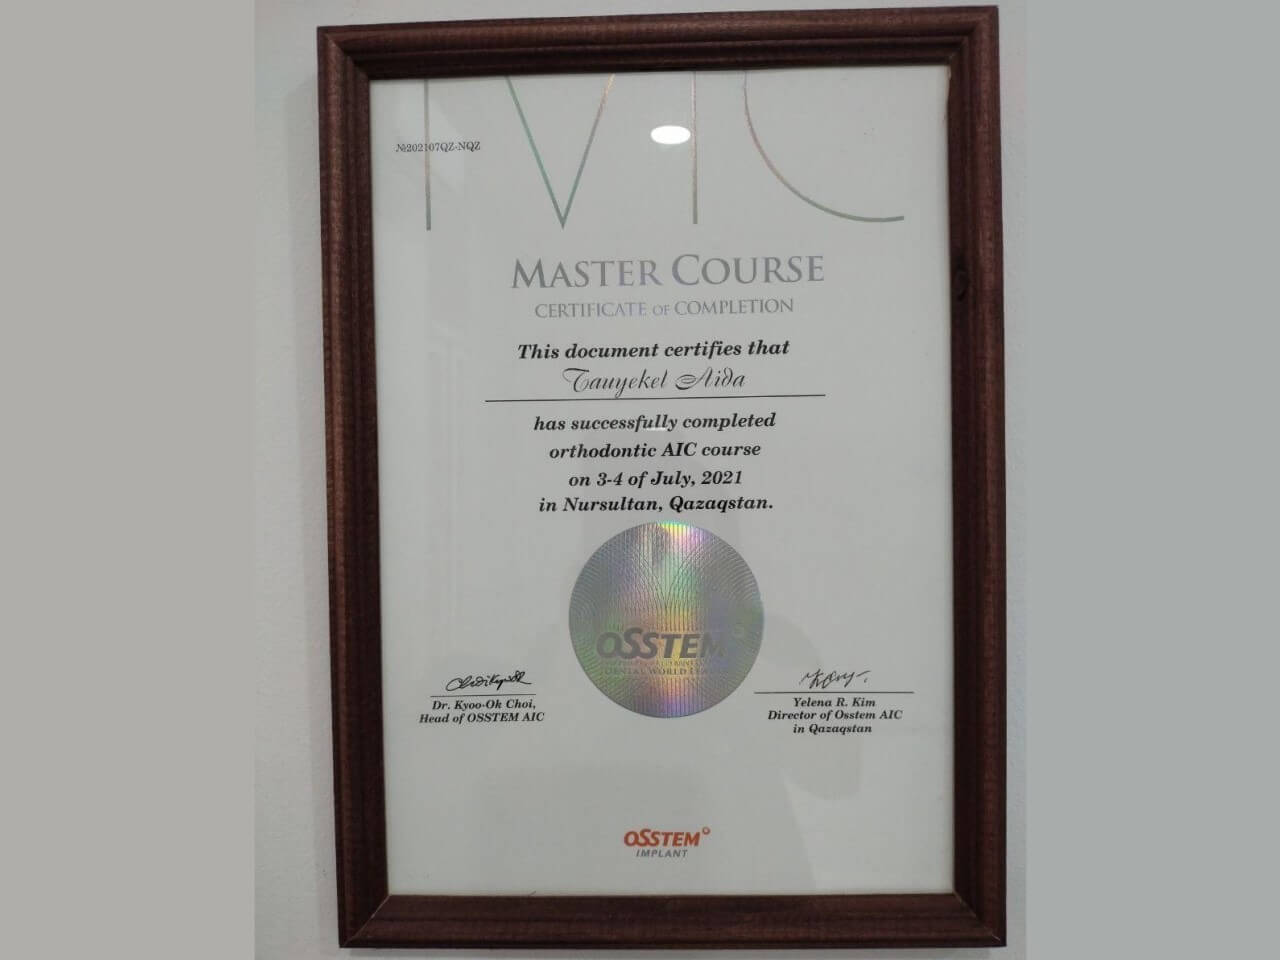 №202107QZ-NQZ
MASTER COURSE
CERTIFICATE OF COMPLETION
This document certifies that
Tauyekel Aida
has successfully completed
orthodontic AIC course
on 3-4 of July, 2021
in Nursultan, Qazaqstan.
OSSTEM
DENTAL WORLD
Dr. Kyoo-Ok Choi,
Head of OSSTEM AIC
Yelena R. Kim
Director of Osstem AIC
in Qazaqstan
OSSTEM
IMPLANT